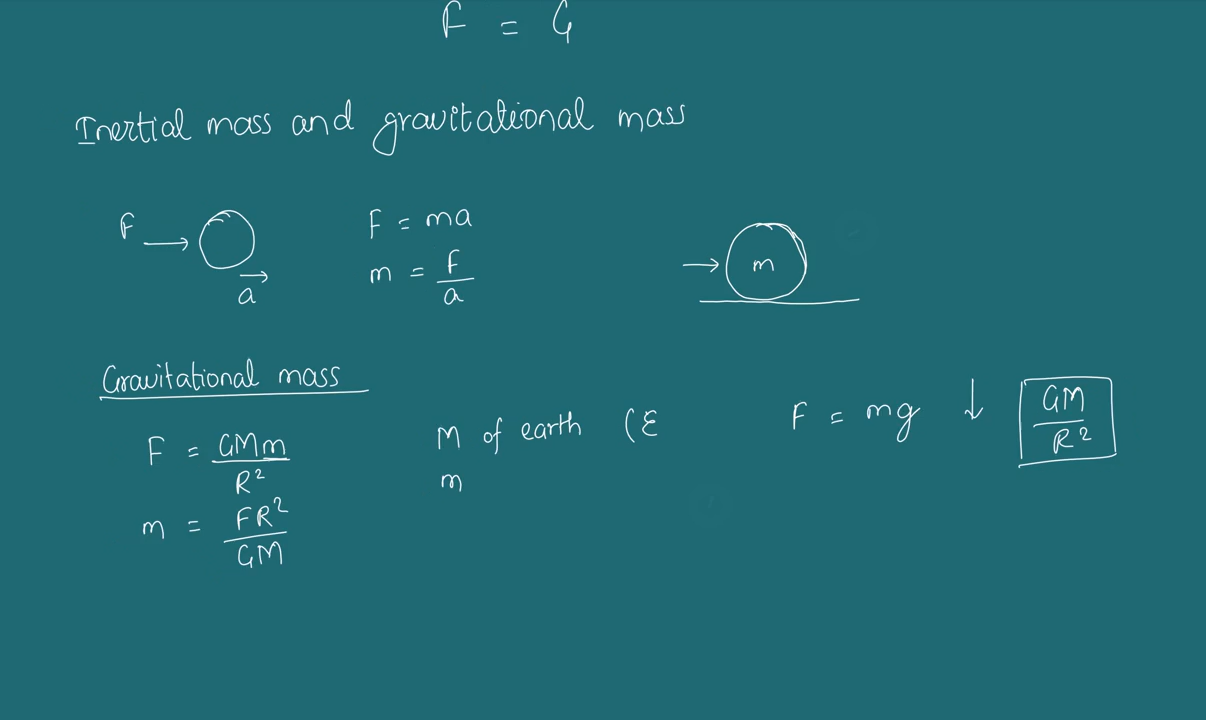 F = G
Inertial mass and gravitational mass
F → a
F = ma
m = F/a
m
Gravitational mass
F = GMm/R²
m = FR²/GM
M of earth (E
m
F = mg ↓ GM/R²